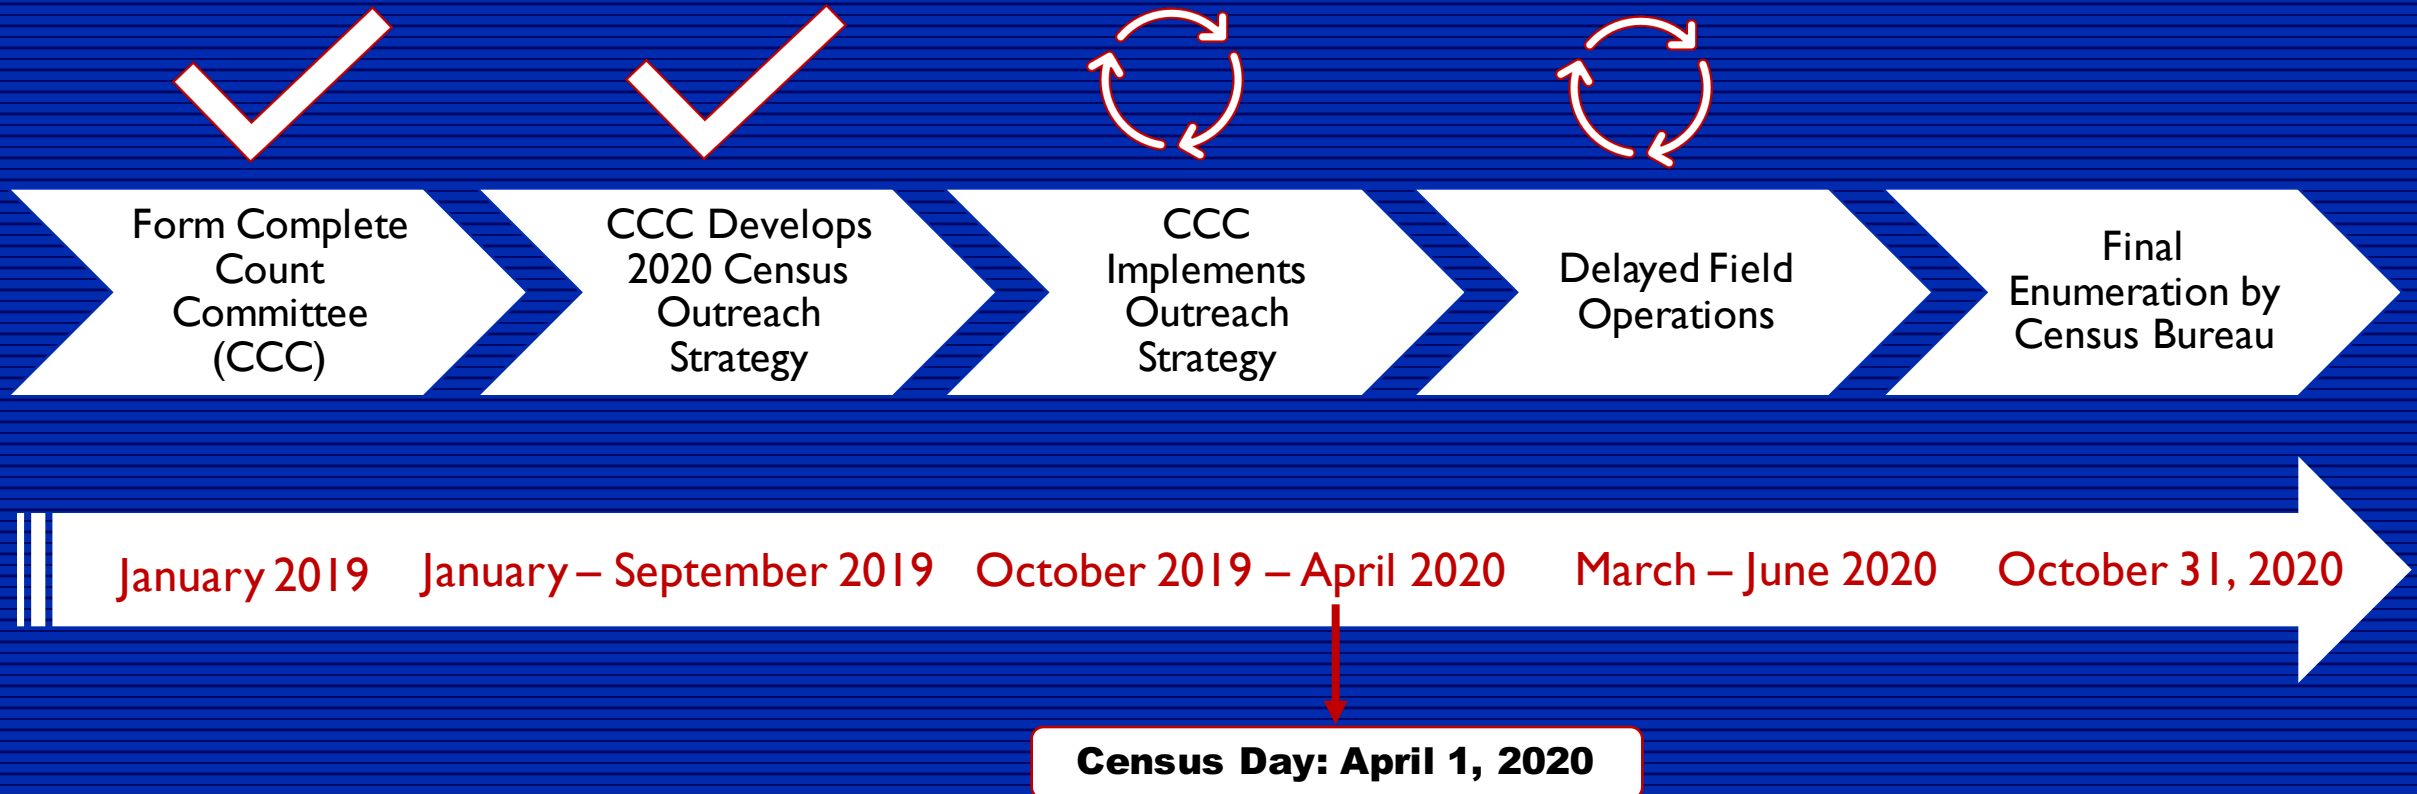 Form Complete
Count
Committee
(CCC)
CCC Develops
2020 Census
Outreach
Strategy
CCC
Implements
Outreach
Strategy
Delayed Field
Operations
Final
Enumeration by
Census Bureau
January 2019
January – September 2019
October 2019 – April 2020
March – June 2020
October 31, 2020
Census Day: April 1, 2020